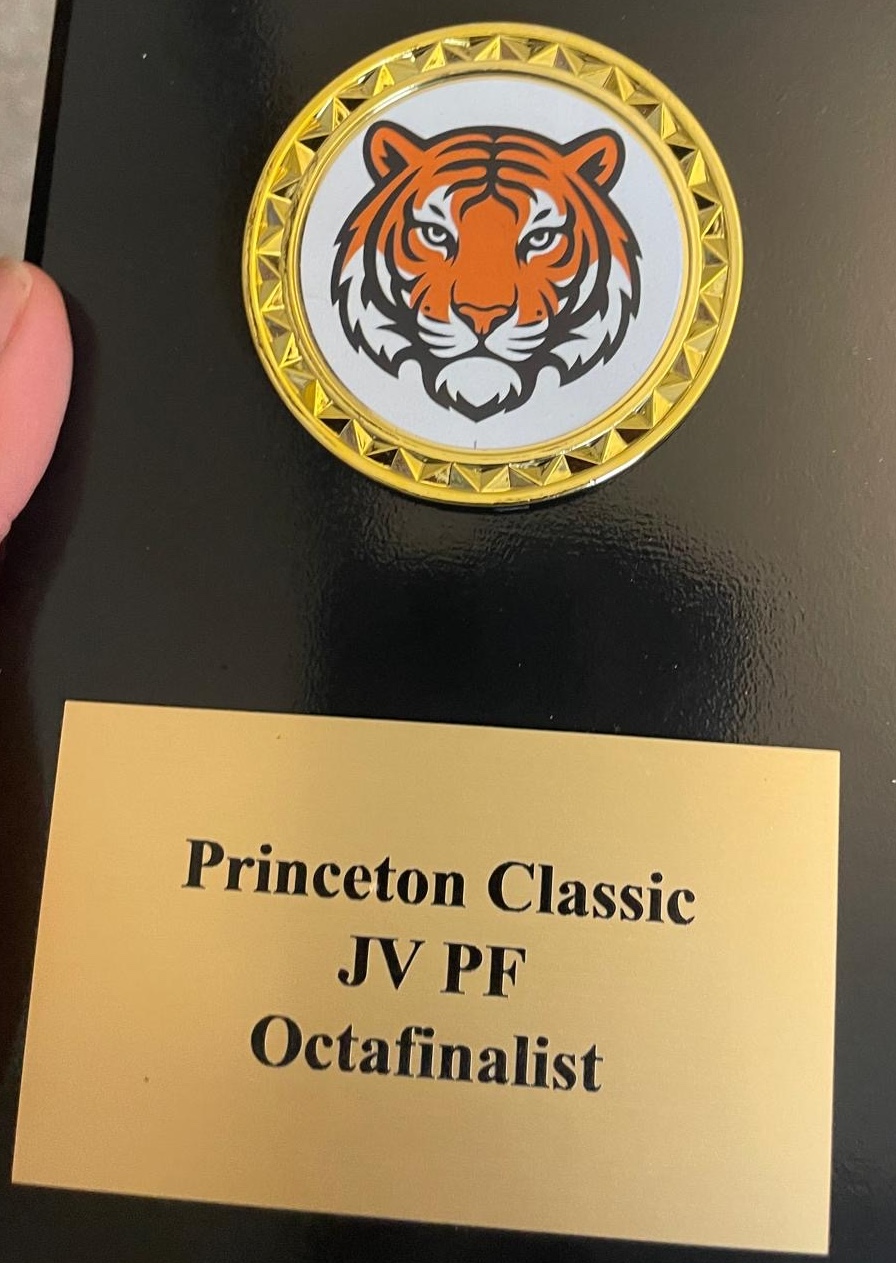 Princeton Classic
JV PF
Octafinalist